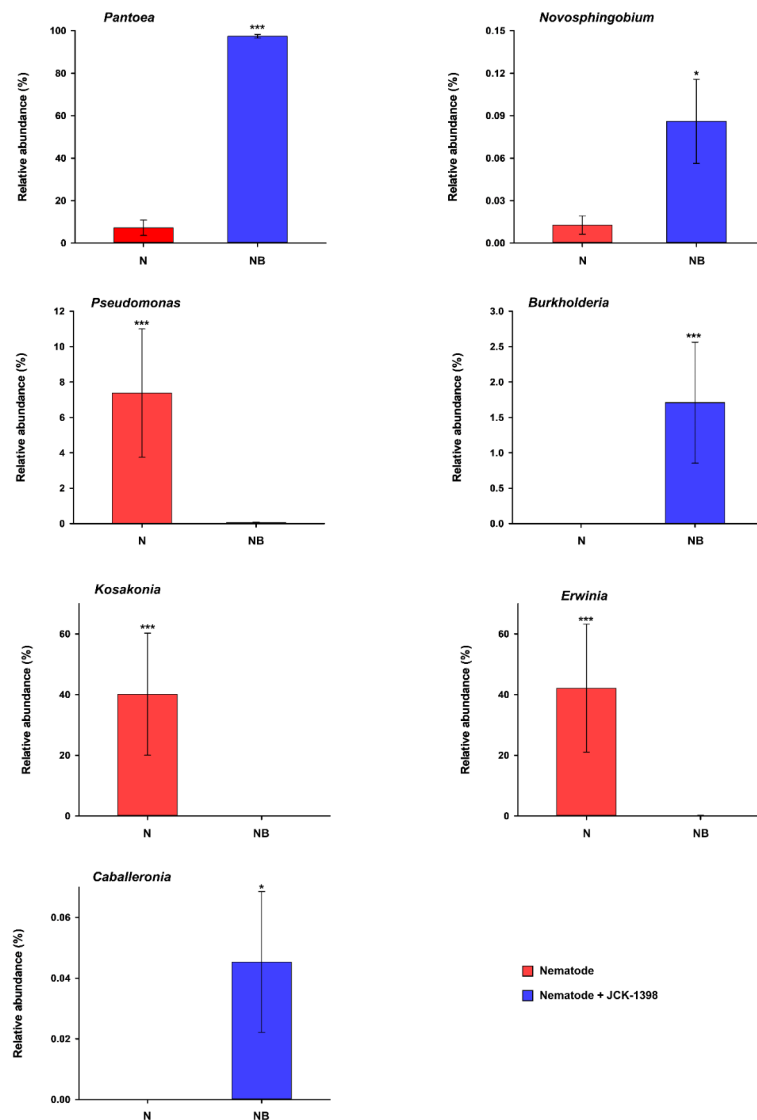 Pantoea
***
Relative abundance (%)
100
80
60
40
20
0
N NB
Novosphingobium
*
Relative abundance (%)
0.15
0.12
0.09
0.06
0.03
0.00
N NB
Pseudomonas
***
Relative abundance (%)
12
10
8
6
4
2
0
N NB
Burkholderia
***
Relative abundance (%)
3.0
2.5
2.0
1.5
1.0
0.5
0.0
N NB
Kosakonia
***
Relative abundance (%)
60
40
20
0
N NB
Erwinia
***
Relative abundance (%)
60
40
20
0
N NB
Caballeronia
*
Relative abundance (%)
0.06
0.04
0.02
0.00
N NB
Nematode
Nematode + JCK-1398